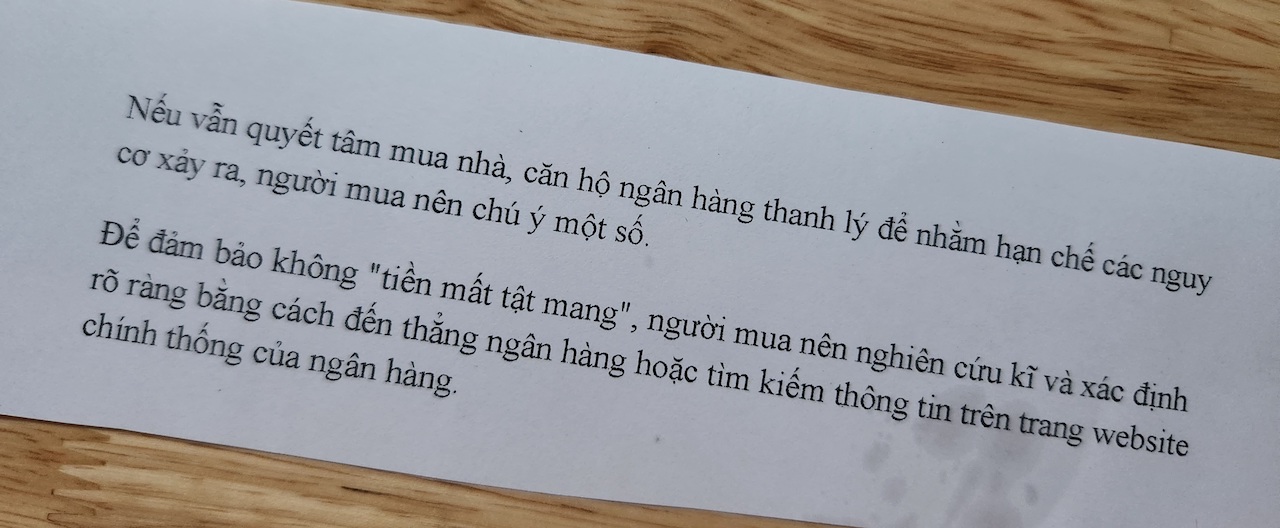 Nếu vẫn quyết tâm mua nhà, căn hộ ngân hàng thanh lý để nhằm hạn chế các nguy
cơ xảy ra, người mua nên chú ý một số.
Để đảm bảo không "tiền mất tật mang", người mua nên nghiên cứu kĩ và xác định
rõ ràng bằng cách đến thẳng ngân hàng hoặc tìm kiếm thông tin trên trang website
chính thống của ngân hàng.